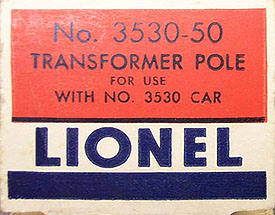 No. 3530-50
TRANSFORMER POLE
FOR USE
WITH NO. 3530 CAR
LIONEL